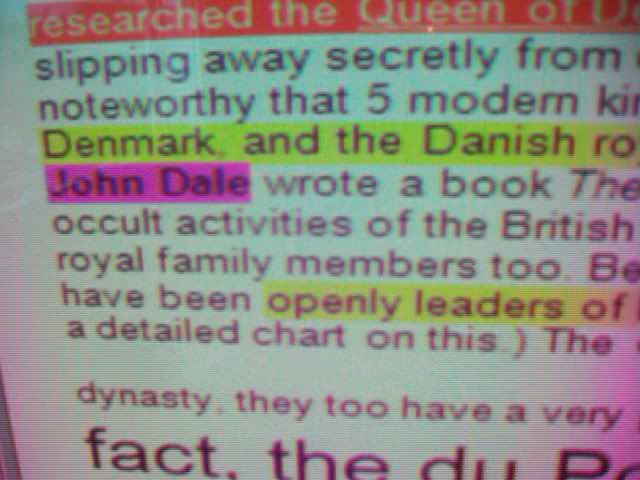 researched the Queen of
slipping away secretly from
noteworthy that 5 modern
Denmark, and the Danish
John Dale wrote a book The
occult activities of the British
royal family members too.
have been openly leaders of
a detailed chart on this.) The
dynasty, they too have a very
fact, the du